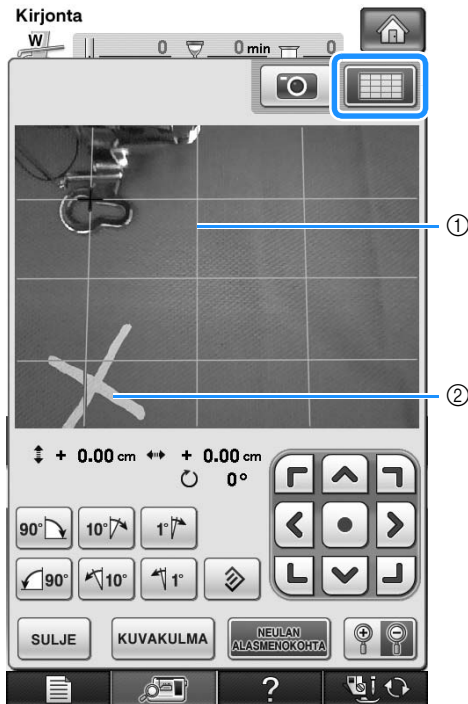 Kirjonta
W
0 0 min 0
①
②
+ 0.00 cm + 0.00 cm
0°
90° 10° 1°
90° 10° 1°
SULJE KUVAKULMA NEULAN
ALASMENOKOHTA
?